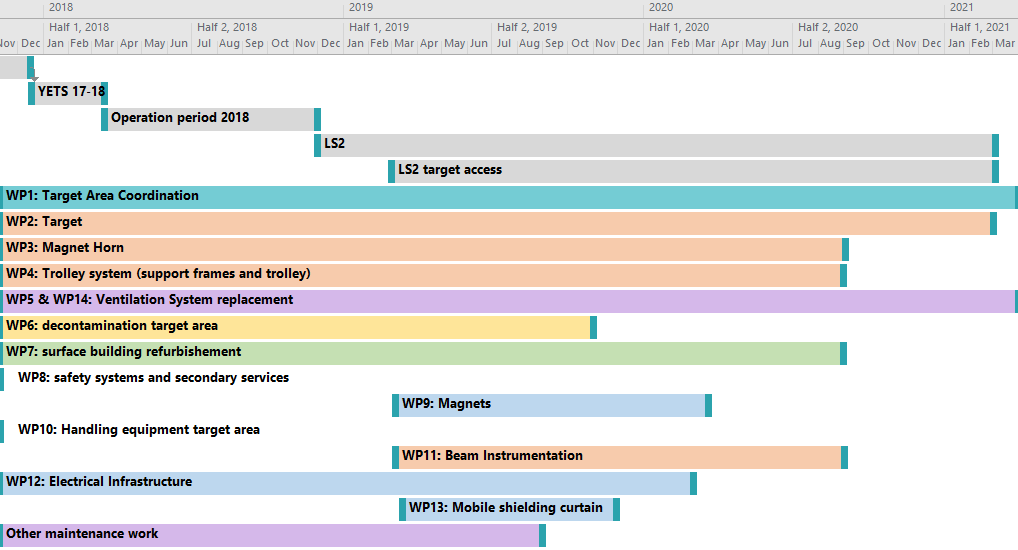 2018 2019 2020 2021
Half 1, 2018 Half 2, 2018 Half 1, 2019 Half 2, 2019 Half 1, 2020 Half 2, 2020 Half 1, 2021
Nov Dec Jan Feb Mar Apr May Jun Jul Aug Sep Oct Nov Dec Jan Feb Mar Apr May Jun Jul Aug Sep Oct Nov Dec Jan Feb Mar Apr May Jun Jul Aug Sep Oct Nov Dec Jan Feb Mar
YETS 17-18
Operation period 2018
LS2
LS2 target access
WP1: Target Area Coordination
WP2: Target
WP3: Magnet Horn
WP4: Trolley system (support frames and trolley)
WP5 & WP14: Ventilation System replacement
WP6: decontamination target area
WP7: surface building refurbishement
WP8: safety systems and secondary services
WP9: Magnets
WP10: Handling equipment target area
WP11: Beam Instrumentation
WP12: Electrical Infrastructure
WP13: Mobile shielding curtain
Other maintenance work